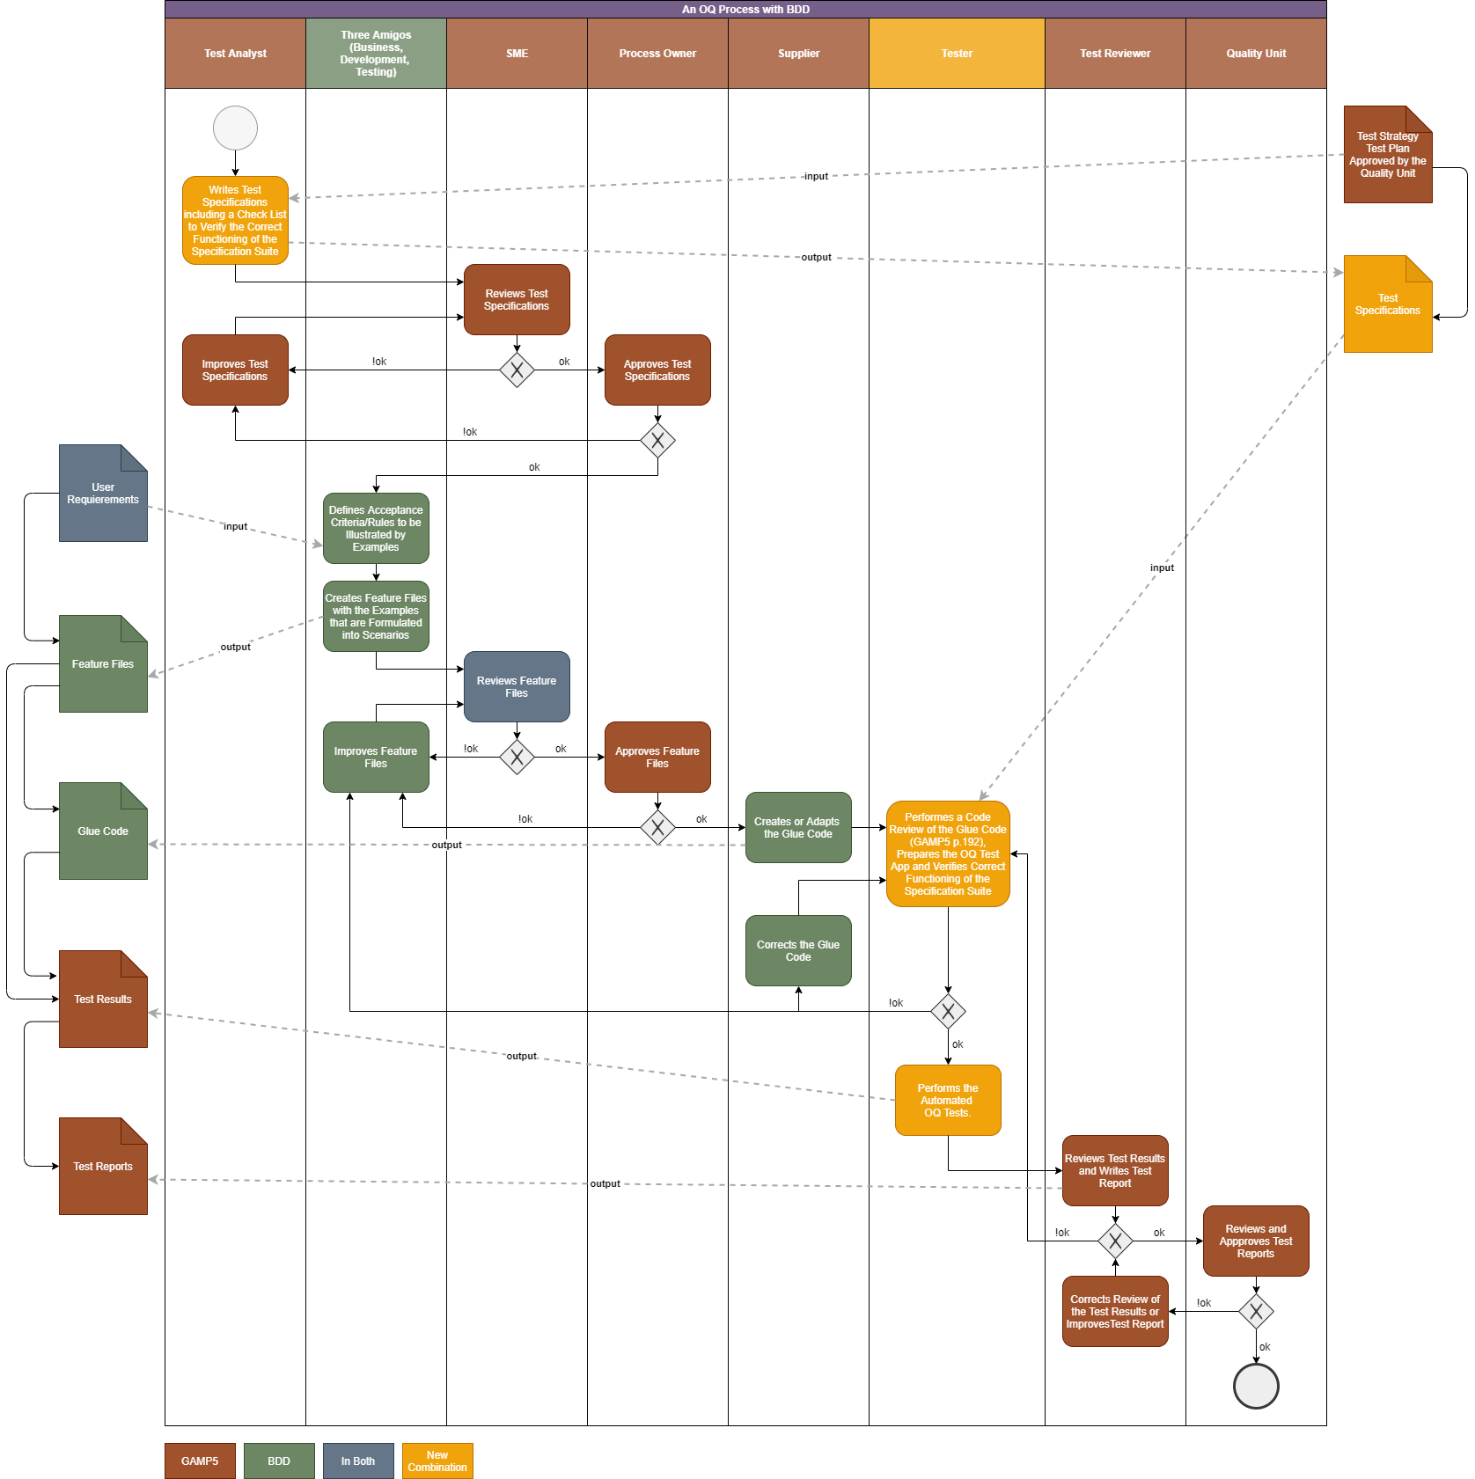 An OQ Process with BDD
Test Analyst
Three Amigos
(Business,
Development,
Testing)
SME
Process Owner
Supplier
Tester
Test Reviewer
Quality Unit
Test Strategy
Test Plan
Approved by the
Quality Unit
input
Writes Test
Specifications
including a Check List
to Verify the Correct
Functioning of the
Specification Suite
output
Test
Specifications
Reviews Test
Specifications
Improves Test
Specifications
!ok
ok
Approves Test
Specifications
!ok
ok
User
Requierements
input
Defines Acceptance
Criteria/Rules to be
Illustrated by
Examples
input
Creates Feature Files
with the Examples
that are Formulated
into Scenarios
output
Feature Files
Reviews Feature
Files
Improves Feature
Files
!ok
ok
Approves Feature
Files
!ok
ok
Creates or Adapts
the Glue Code
Performes a Code
Review of the Glue Code
(GAMP5 p.192),
Prepares the OQ Test
App and Verifies Correct
Functioning of the
Specification Suite
output
Glue Code
Corrects the Glue
Code
Test Results
!ok
ok
output
Performs the
Automated
OQ Tests.
Test Reports
Reviews Test Results
and Writes Test
Report
output
!ok
ok
Reviews and
Appproves Test
Reports
Corrects Review of
the Test Results or
ImprovesTest Report
!ok
ok
GAMP5
BDD
In Both
New
Combination